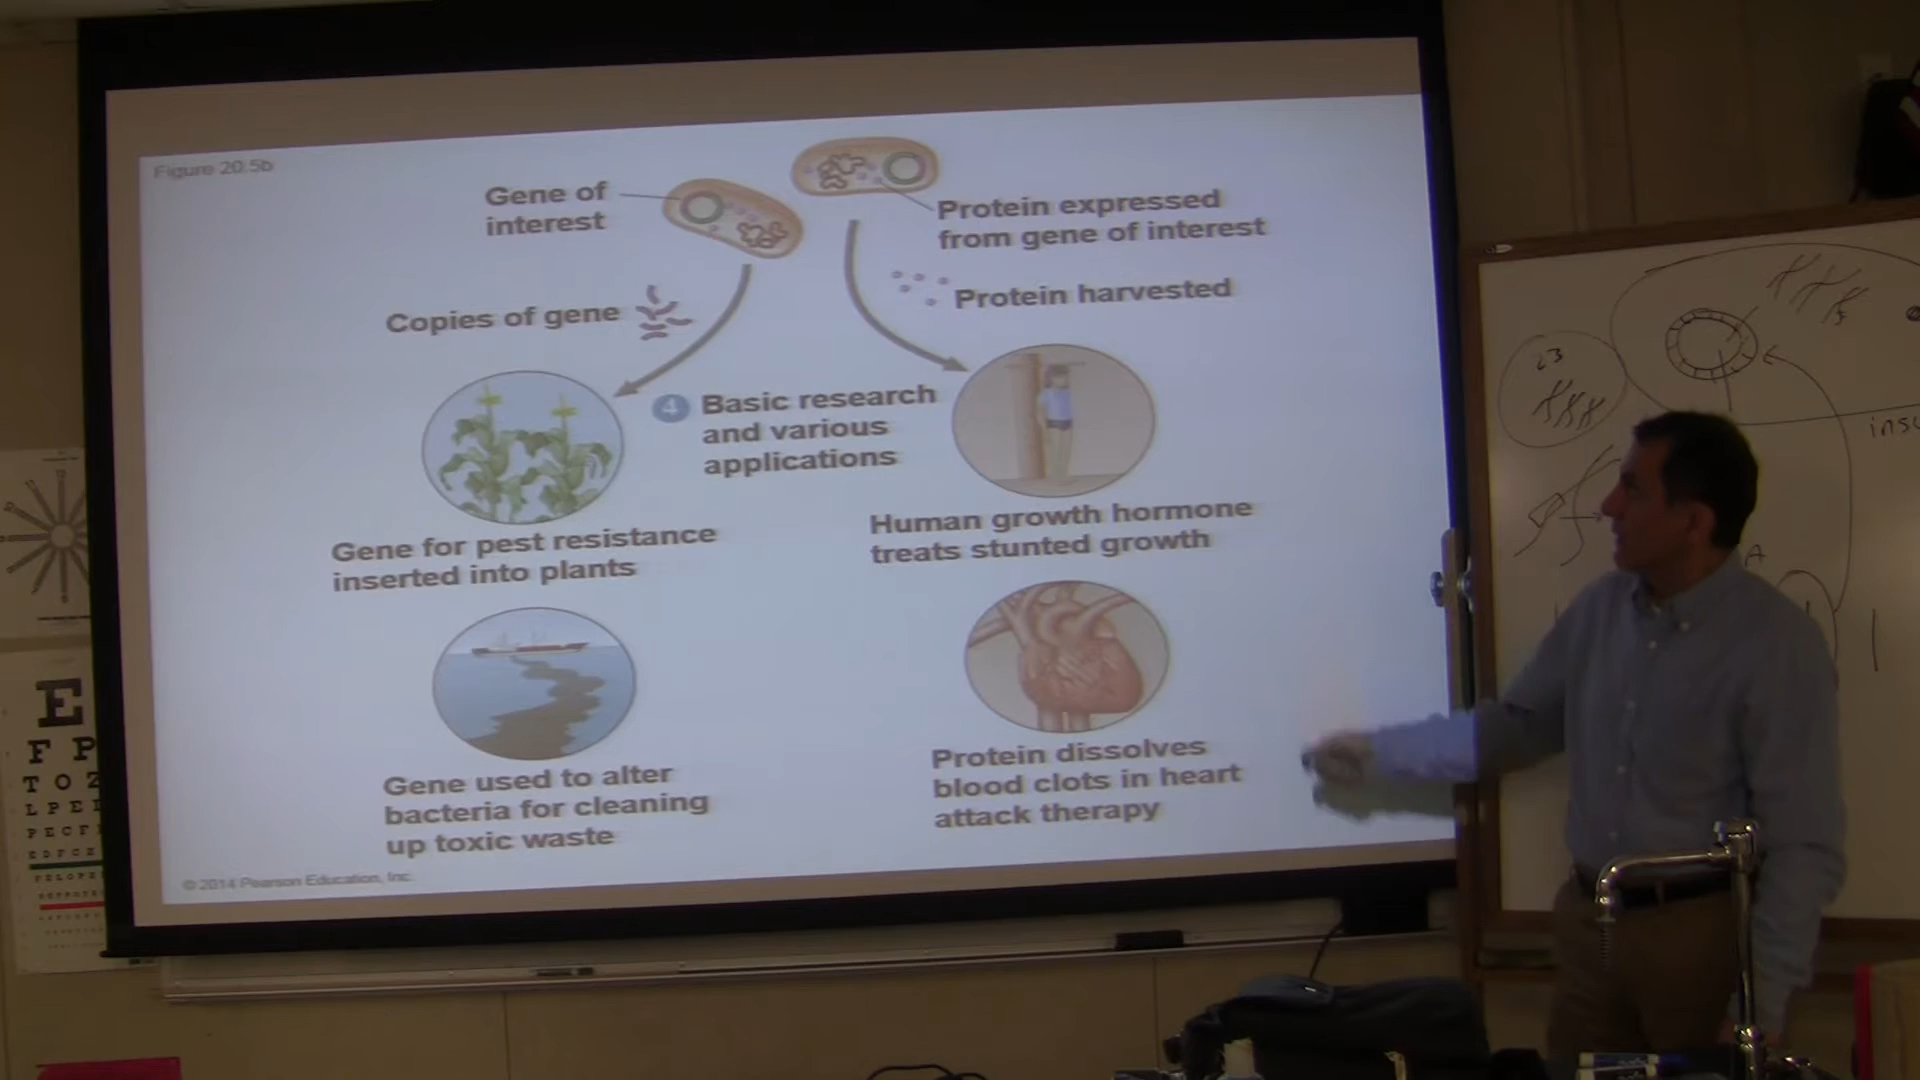 Figure 20.5b
Gene of
interest
Protein expressed
from gene of interest
Copies of gene
Protein harvested
4
Basic research
and various
applications
Gene for pest resistance
inserted into plants
Human growth hormone
treats stunted growth
Gene used to alter
bacteria for cleaning
up toxic waste
Protein dissolves
blood clots in heart
attack therapy
© 2014 Pearson Education, Inc.
23
A
E
F P
T O Z
L P E
P E C F